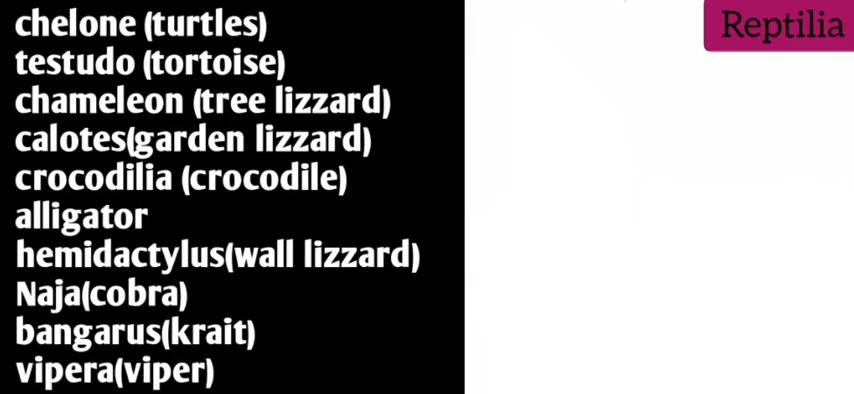 chelone (turtles)
testudo (tortoise)
chameleon (tree lizzard)
calotes(garden lizzard)
crocodilia (crocodile)
alligator
hemidactylus(wall lizzard)
Naja(cobra)
bangarus(krait)
vipera(viper)
Reptilia